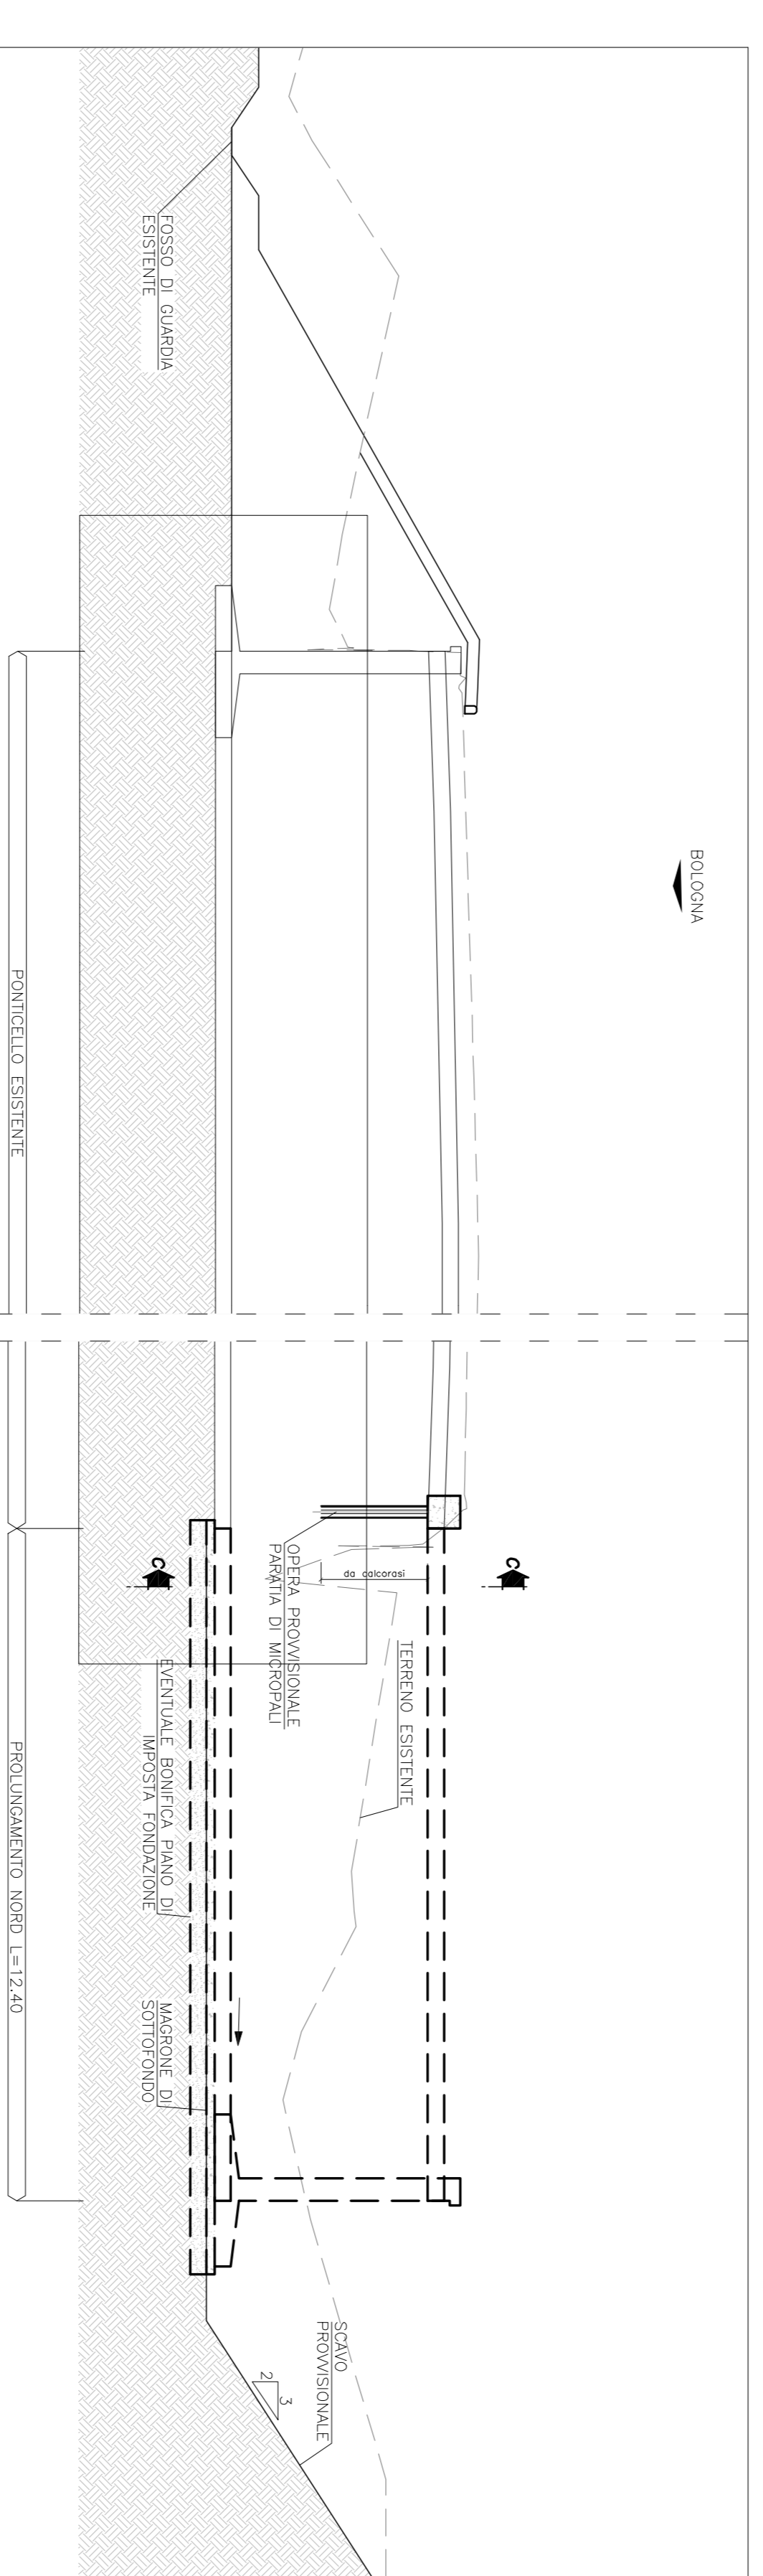 BOLOGNA
FOSSO DI GUARDIA
ESISTENTE
PONTICELLO ESISTENTE
C
C
da calcorasi
OPERA PROVVISIONALE
PARATIA DI MICROPALI
TERRENO ESISTENTE
EVENTUALE BONIFICA PIANO DI
IMPOSTA FONDAZIONE
PROLUNGAMENTO NORD L=12.40
MAGRONE DI
SOTTOFONDO
SCAVO
PROVVISIONALE
3
2